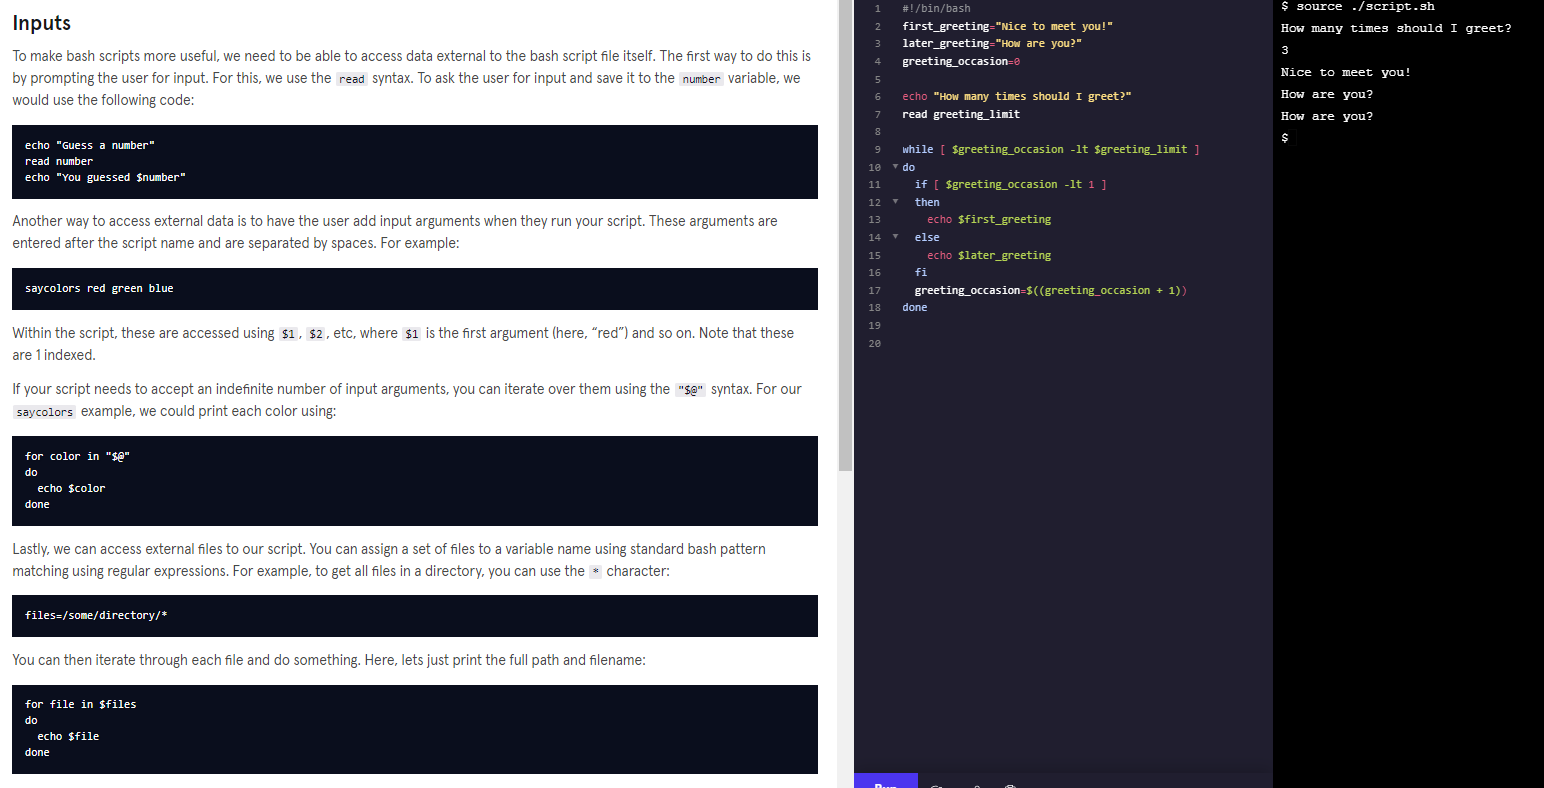 Inputs
To make bash scripts more useful, we need to be able to access data external to the bash script file itself. The first way to do this is
by prompting the user for input. For this, we use the read syntax. To ask the user for input and save it to the number variable, we
would use the following code:
echo "Guess a number"
read number
echo "You guessed $number"
Another way to access external data is to have the user add input arguments when they run your script. These arguments are
entered after the script name and are separated by spaces. For example:
saycolors red green blue
Within the script, these are accessed using $1, $2, etc, where $1 is the first argument (here, “red”) and so on. Note that these
are 1 indexed.
If your script needs to accept an indefinite number of input arguments, you can iterate over them using the "$@" syntax. For our
saycolors example, we could print each color using:
for color in "$@"
do
  echo $color
done
Lastly, we can access external files to our script. You can assign a set of files to a variable name using standard bash pattern
matching using regular expressions. For example, to get all files in a directory, you can use the * character:
files=/some/directory/*
You can then iterate through each file and do something. Here, lets just print the full path and filename:
for file in $files
do
  echo $file
done
1 #!/bin/bash
2 first_greeting="Nice to meet you!"
3 later_greeting="How are you?"
4 greeting_occasion=0
5
6 echo "How many times should I greet?"
7 read greeting_limit
8
9 while [ $greeting_occasion -lt $greeting_limit ]
10 do
11   if [ $greeting_occasion -lt 1 ]
12   then
13     echo $first_greeting
14   else
15     echo $later_greeting
16   fi
17   greeting_occasion=$((greeting_occasion + 1))
18 done
19
20
Run
$ source ./script.sh
How many times should I greet?
3
Nice to meet you!
How are you?
How are you?
$